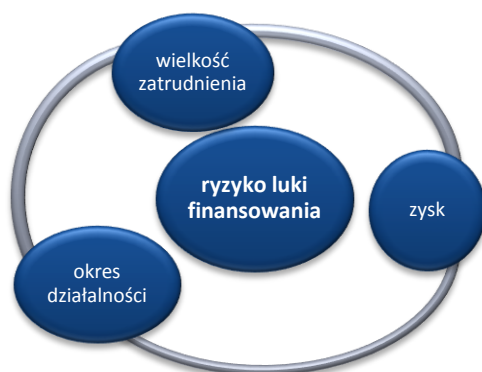 wielkość
zatrudnienia
ryzyko luki
finansowania
zysk
okres
działalności